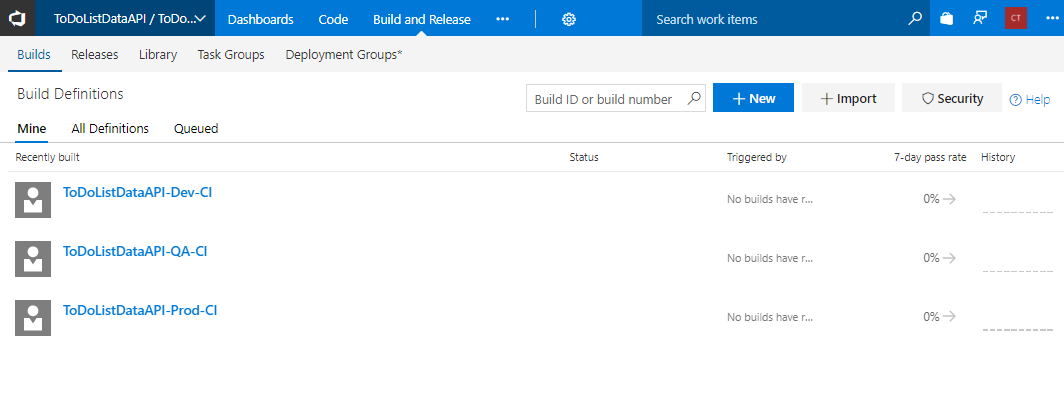 ToDoListDataAPI / ToDo... Dashboards Code Build and Release ... Search work items CT ...
Builds Releases Library Task Groups Deployment Groups*
Build Definitions
Build ID or build number + New + Import Security ? Help
Mine All Definitions Queued
Recently built Status Triggered by 7-day pass rate History
ToDoListDataAPI-Dev-CI No builds have r... 0%
ToDoListDataAPI-QA-CI No builds have r... 0%
ToDoListDataAPI-Prod-CI No builds have r... 0%